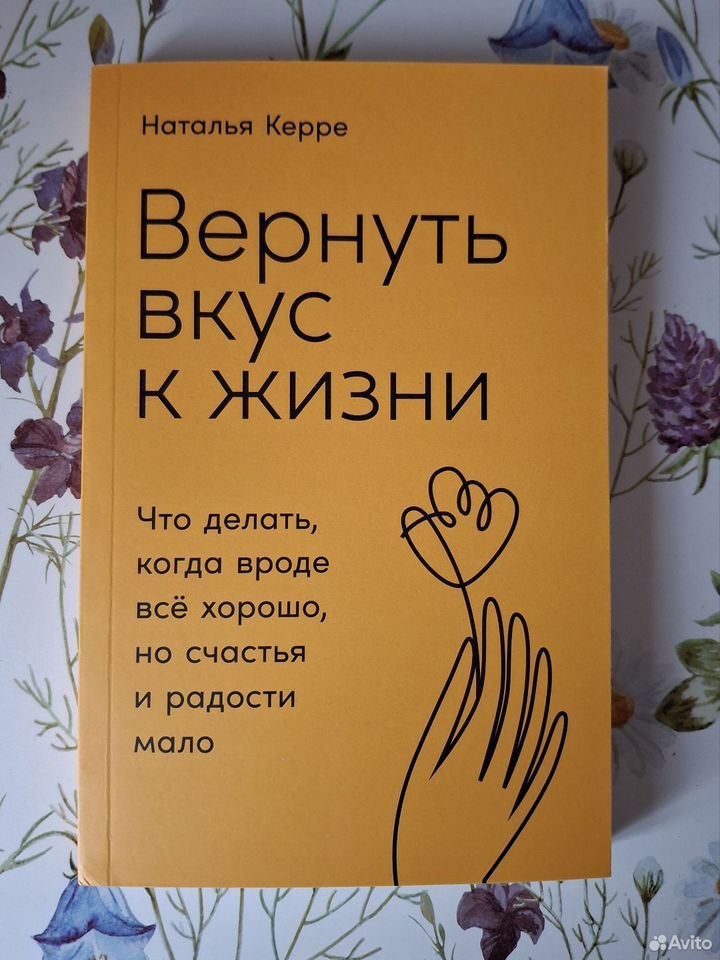 Наталья Керре
Вернуть
вкус
к жизни
Что делать,
когда вроде
всё хорошо,
но счастья
и радости
мало
Avito